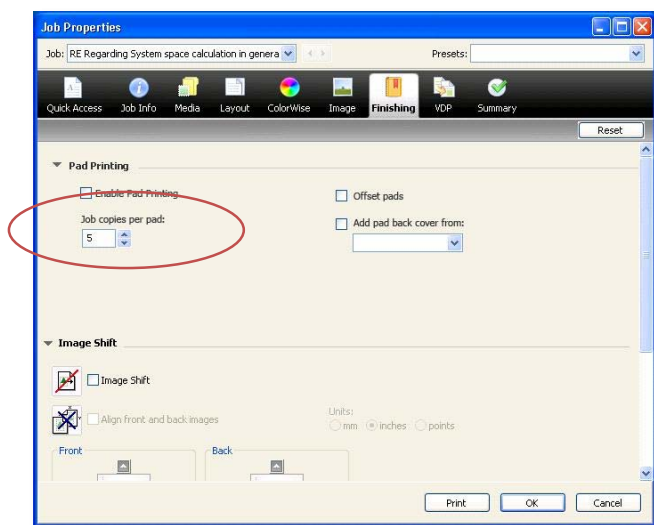 Job Properties
Job: RE Regarding System space calculation in genera Presets:
Quick Access Job Info Media Layout ColorWise Image Finishing VDP Summary
Reset
Pad Printing
Enable Pad Printing Offset pads
Job copies per pad: Add pad back cover from:
5
Image Shift
Image Shift
Align front and back images Units:
mm inches points
Front Back
Print OK Cancel